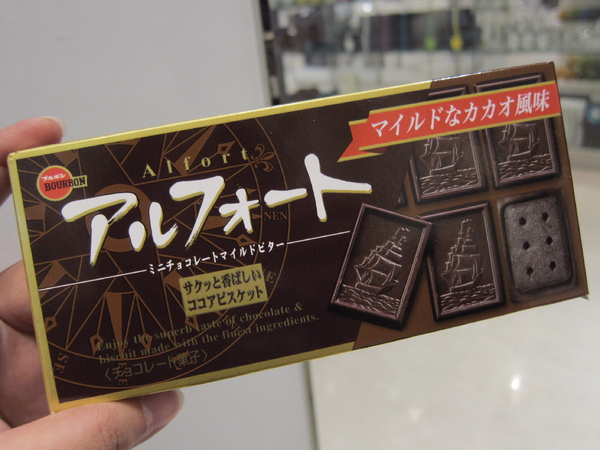 マイルドなカカオ風味
Alfort
ブルボン
BOURBON
アルフォート
ミニチョコレートマイルドビター
サクッと香ばしい
ココアビスケット
Enjoy the superb taste of chocolate &
biscuit made with the finest ingredients.
〈チョコレート菓子〉
NEN
SE